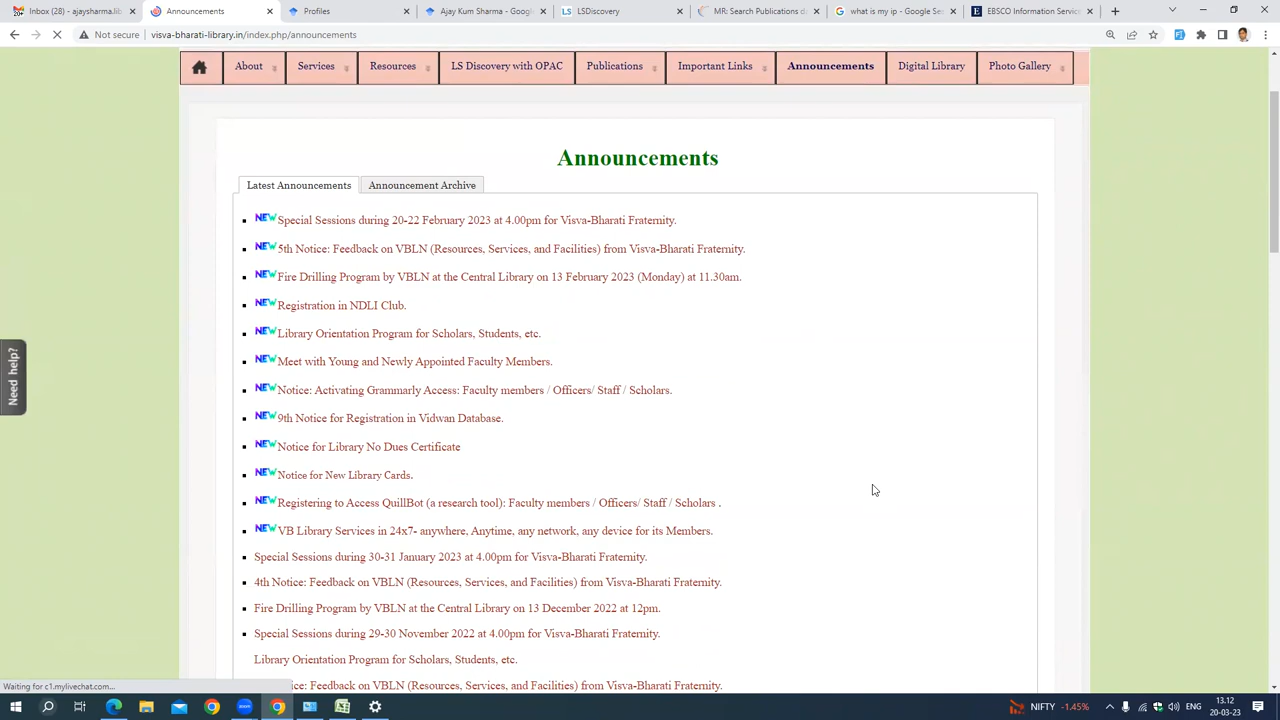 Inbox (28) - ajaysharma.lib
Announcements
Profiles
Ajay Kum Sharma - Google
LSDiscovery
MR: Search Publications d
what is my ip - Google Se
EBSCO Information Servic
Not secure
visva-bharati-library.in/index.php/announcements
About
Services
Resources
LS Discovery with OPAC
Publications
Important Links
Announcements
Digital Library
Photo Gallery
Announcements
Latest Announcements
Announcement Archive
NEW Special Sessions during 20-22 February 2023 at 4.00pm for Visva-Bharati Fraternity.
NEW 5th Notice: Feedback on VBLN (Resources, Services, and Facilities) from Visva-Bharati Fraternity.
NEW Fire Drilling Program by VBLN at the Central Library on 13 February 2023 (Monday) at 11.30am.
NEW Registration in NDLI Club.
NEW Library Orientation Program for Scholars, Students, etc.
NEW Meet with Young and Newly Appointed Faculty Members.
NEW Notice: Activating Grammarly Access: Faculty members / Officers/ Staff / Scholars.
NEW 9th Notice for Registration in Vidwan Database.
NEW Notice for Library No Dues Certificate
NEW Notice for New Library Cards.
NEW Registering to Access QuillBot (a research tool): Faculty members / Officers/ Staff / Scholars .
NEW VB Library Services in 24x7- anywhere, Anytime, any network, any device for its Members.
Special Sessions during 30-31 January 2023 at 4.00pm for Visva-Bharati Fraternity.
4th Notice: Feedback on VBLN (Resources, Services, and Facilities) from Visva-Bharati Fraternity.
Fire Drilling Program by VBLN at the Central Library on 13 December 2022 at 12pm.
Special Sessions during 29-30 November 2022 at 4.00pm for Visva-Bharati Fraternity.
Library Orientation Program for Scholars, Students, etc.
ice: Feedback on VBLN (Resources, Services, and Facilities) from Visva-Bharati Fraternity.
Need help?
Waiting for c1.mylivechat.com...
NIFTY -1.45%
ENG
13.12
20-03-23